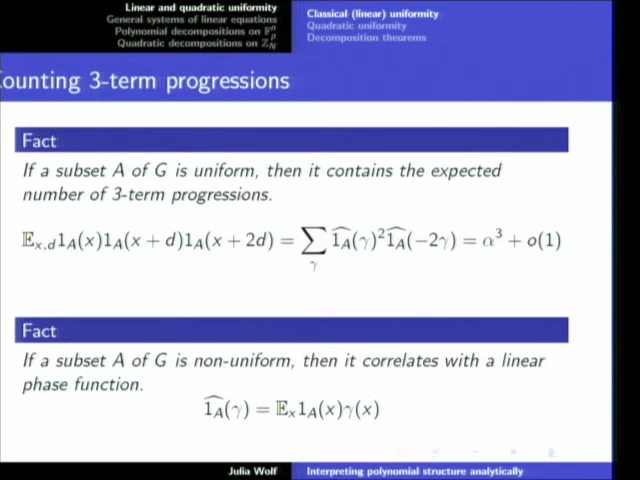 Linear and quadratic uniformity
General systems of linear equations
Polynomial decompositions on 𝔽ₚⁿ
Quadratic decompositions on ℤ_N
Classical (linear) uniformity
Quadratic uniformity
Decomposition theorems
ounting 3-term progressions
Fact
If a subset A of G is uniform, then it contains the expected
number of 3-term progressions.
𝔼_{x,d}1_A(x)1_A(x + d)1_A(x + 2d) = ∑_γ \widehat{1_A}(γ)²\widehat{1_A}(−2γ) = α³ + o(1)
Fact
If a subset A of G is non-uniform, then it correlates with a linear
phase function.
\widehat{1_A}(γ) = 𝔼_x1_A(x)γ(x)
Julia Wolf
Interpreting polynomial structure analytically